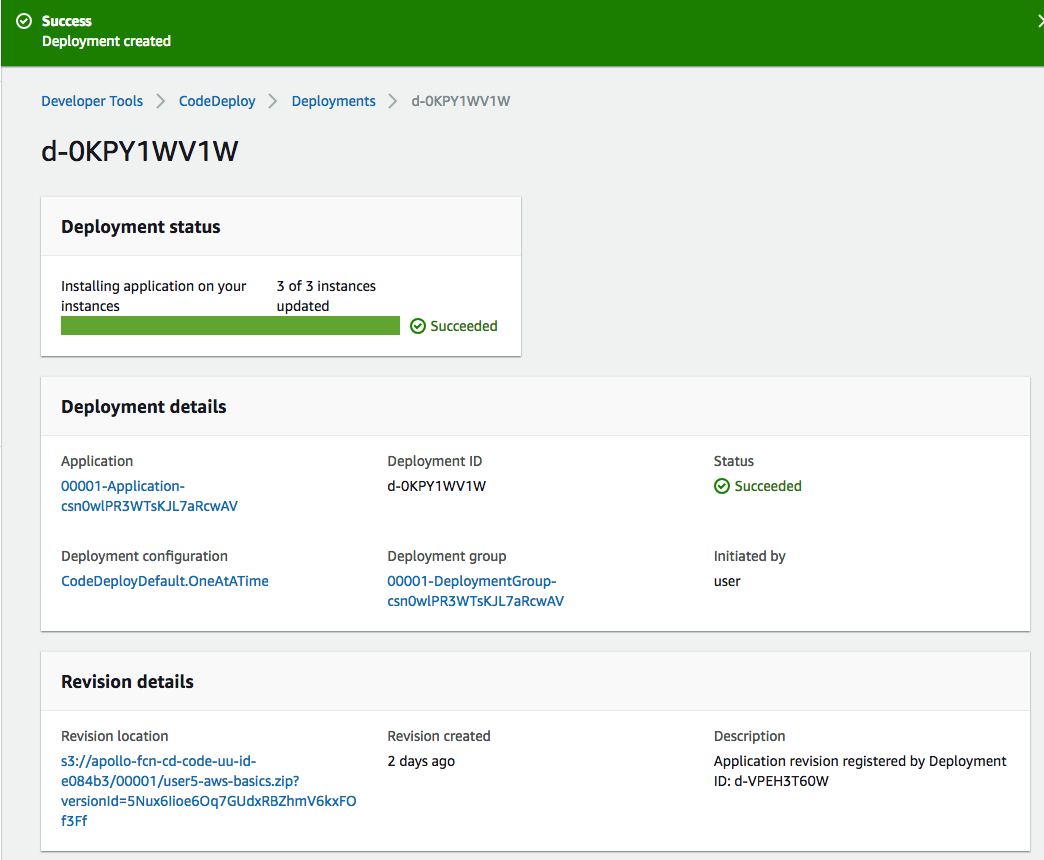 Success
Deployment created
Developer Tools
CodeDeploy
Deployments
d-0KPY1WV1W
d-0KPY1WV1W
Deployment status
Installing application on your
instances
3 of 3 instances
updated
Succeeded
Deployment details
Application
00001-Application-
csn0wlPR3WTsKJL7aRcwAV
Deployment ID
d-0KPY1WV1W
Status
Succeeded
Deployment configuration
CodeDeployDefault.OneAtATime
Deployment group
00001-DeploymentGroup-
csn0wlPR3WTsKJL7aRcwAV
Initiated by
user
Revision details
Revision location
s3://apollo-fcn-cd-code-uu-id-
e084b3/00001/user5-aws-basics.zip?
versionId=5Nux6Iioe6Oq7GUdxRBZhmV6kxFO
f3Ff
Revision created
2 days ago
Description
Application revision registered by Deployment
ID: d-VPEH3T60W